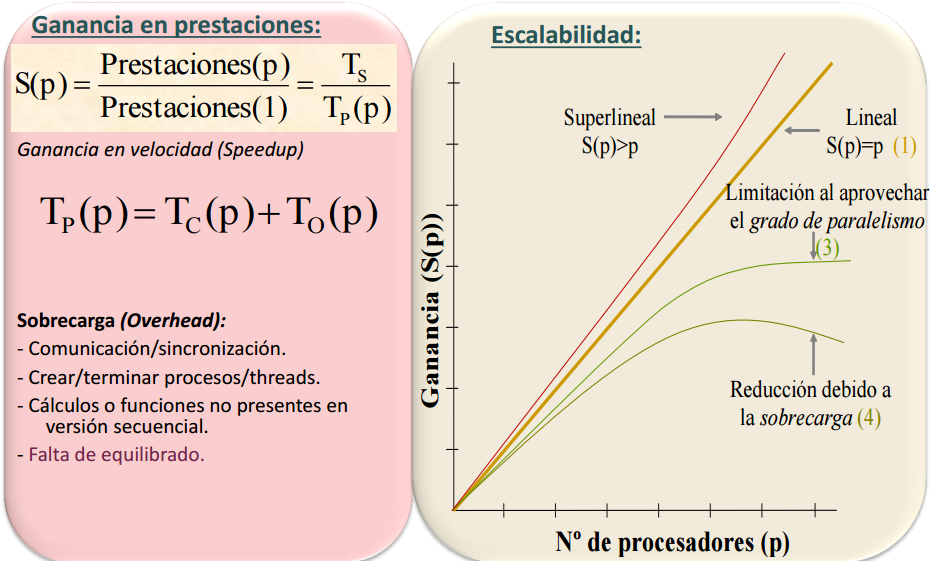 Ganancia en prestaciones:
S(p) = Prestaciones(p) / Prestaciones(1) = T_S / T_P(p)
Ganancia en velocidad (Speedup)
T_P(p) = T_C(p) + T_O(p)
Sobrecarga (Overhead):
- Comunicación/sincronización.
- Crear/terminar procesos/threads.
- Cálculos o funciones no presentes en
versión secuencial.
- Falta de equilibrado.
Escalabilidad:
Ganancia (S(p))
Superlineal
S(p)>p
Lineal
S(p)=p (1)
Limitación al aprovechar
el grado de paralelismo
(3)
Reducción debido a
la sobrecarga (4)
Nº de procesadores (p)